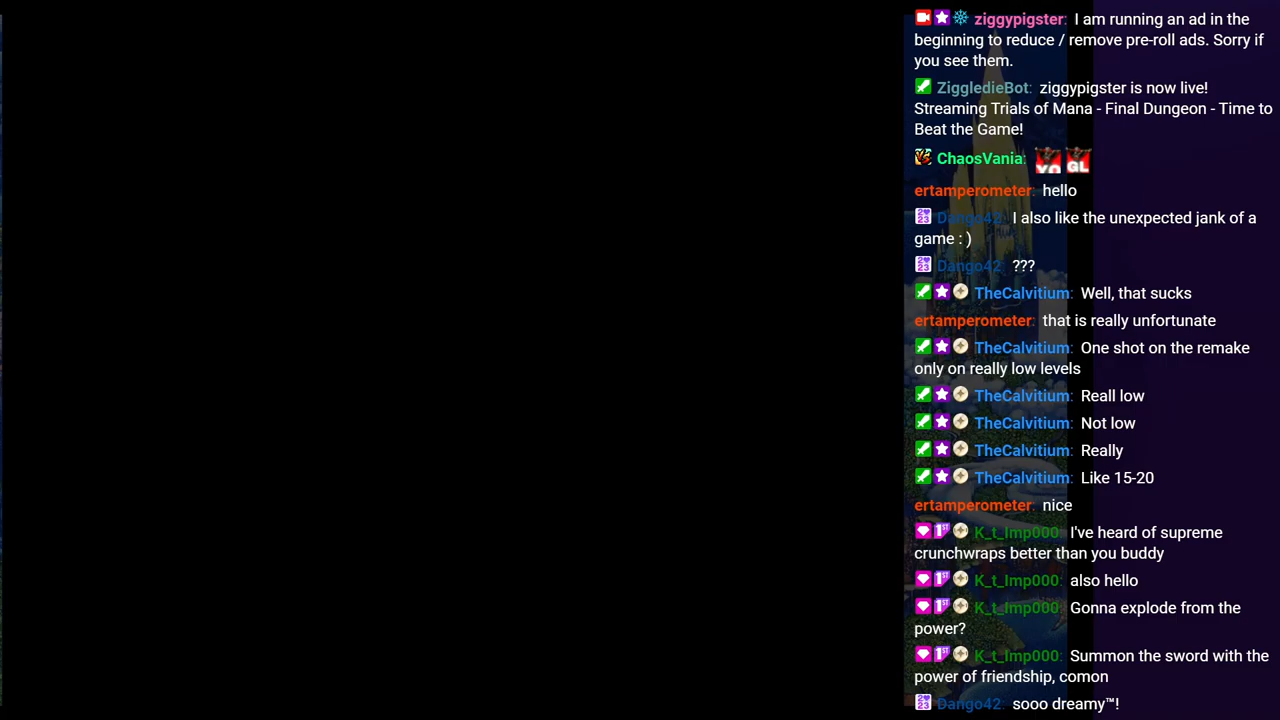 ziggypigster: I am running an ad in the
beginning to reduce / remove pre-roll ads. Sorry if
you see them.
ZiggledieBot: ziggypigster is now live!
Streaming Trials of Mana - Final Dungeon - Time to
Beat the Game!
ChaosVania: YO GL
ertamperometer: hello
Dango42: I also like the unexpected jank of a
game : )
Dango42: ???
TheCalvitium: Well, that sucks
ertamperometer: that is really unfortunate
TheCalvitium: One shot on the remake
only on really low levels
TheCalvitium: Reall low
TheCalvitium: Not low
TheCalvitium: Really
TheCalvitium: Like 15-20
ertamperometer: nice
K_t_Imp000: I've heard of supreme
crunchwraps better than you buddy
K_t_Imp000: also hello
K_t_Imp000: Gonna explode from the
power?
K_t_Imp000: Summon the sword with the
power of friendship, comon
Dango42: sooo dreamy™!